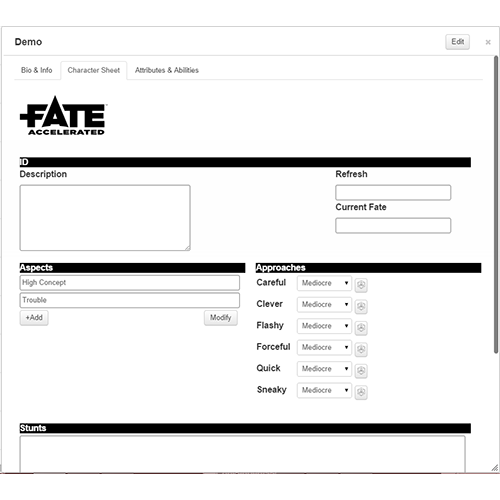 Demo
Edit
×
Bio & Info
Character Sheet
Attributes & Abilities
FATE
ACCELERATED
ID
Description
Refresh
Current Fate
Aspects
Approaches
High Concept
Careful Mediocre
Trouble
Clever Mediocre
+Add
Modify
Flashy Mediocre
Forceful Mediocre
Quick Mediocre
Sneaky Mediocre
Stunts